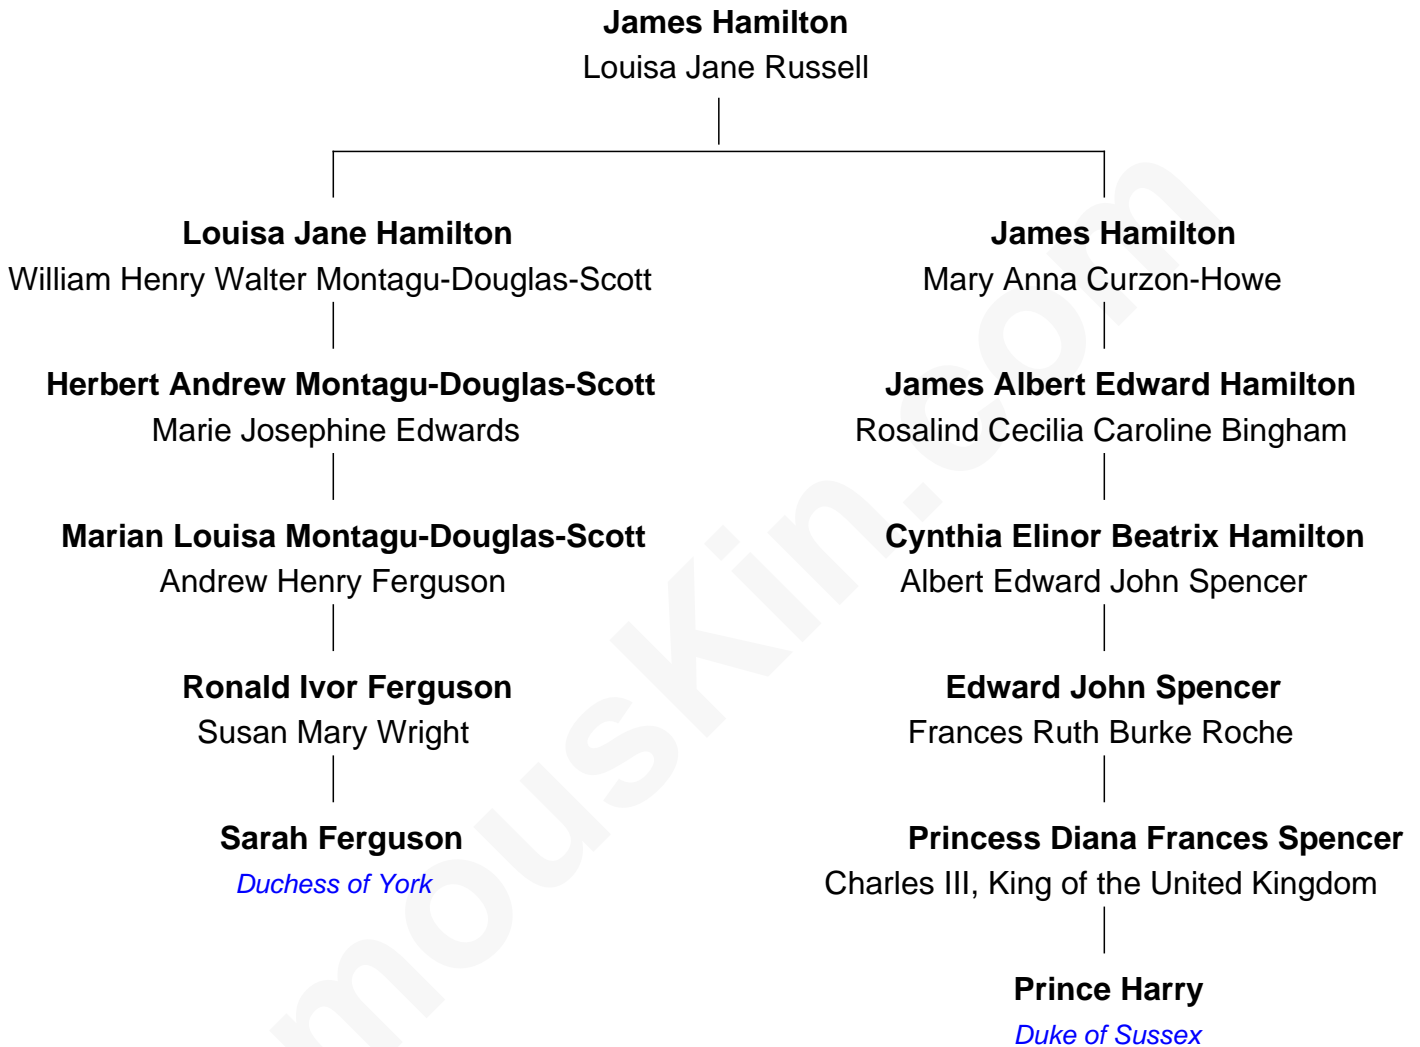 James Hamilton
Louisa Jane Russell
Louisa Jane Hamilton
William Henry Walter Montagu-Douglas-Scott
James Hamilton
Mary Anna Curzon-Howe
Herbert Andrew Montagu-Douglas-Scott
Marie Josephine Edwards
James Albert Edward Hamilton
Rosalind Cecilia Caroline Bingham
Marian Louisa Montagu-Douglas-Scott
Andrew Henry Ferguson
Cynthia Elinor Beatrix Hamilton
Albert Edward John Spencer
Ronald Ivor Ferguson
Susan Mary Wright
Edward John Spencer
Frances Ruth Burke Roche
Sarah Ferguson
Duchess of York
Princess Diana Frances Spencer
Charles III, King of the United Kingdom
Prince Harry
Duke of Sussex
mousKin.com